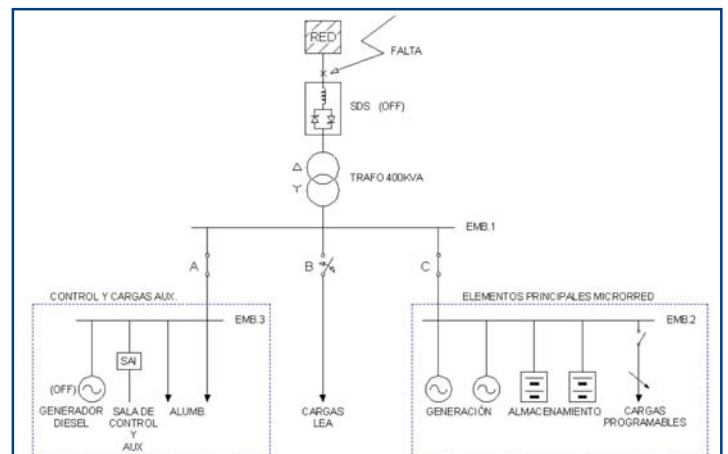 RED
FALTA
SDS (OFF)
TRAFO 400KVA
EMB.1
A
B
C
CONTROL Y CARGAS AUX.
ELEMENTOS PRINCIPALES MICRORRED
EMB.3
EMB.2
SAI
(OFF)
GENERADOR
DIESEL
SALA DE
CONTROL
Y
AUX
ALUMB.
CARGAS
LEA
GENERACIÓN
ALMACENAMIENTO
CARGAS
PROGRAMABLES